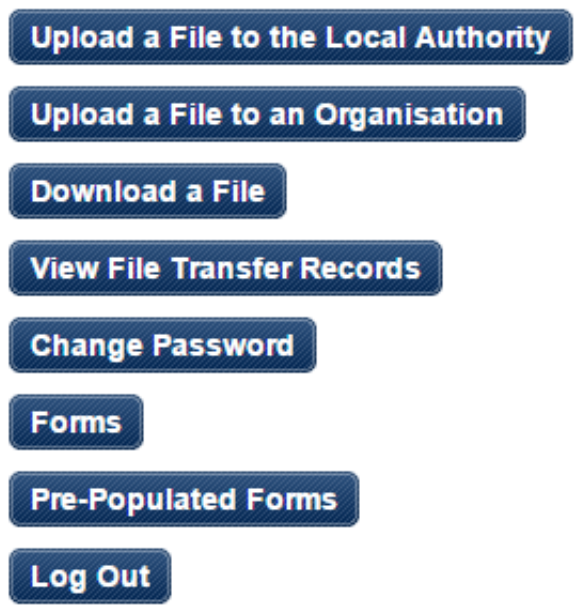 Upload a File to the Local Authority
Upload a File to an Organisation
Download a File
View File Transfer Records
Change Password
Forms
Pre-Populated Forms
Log Out